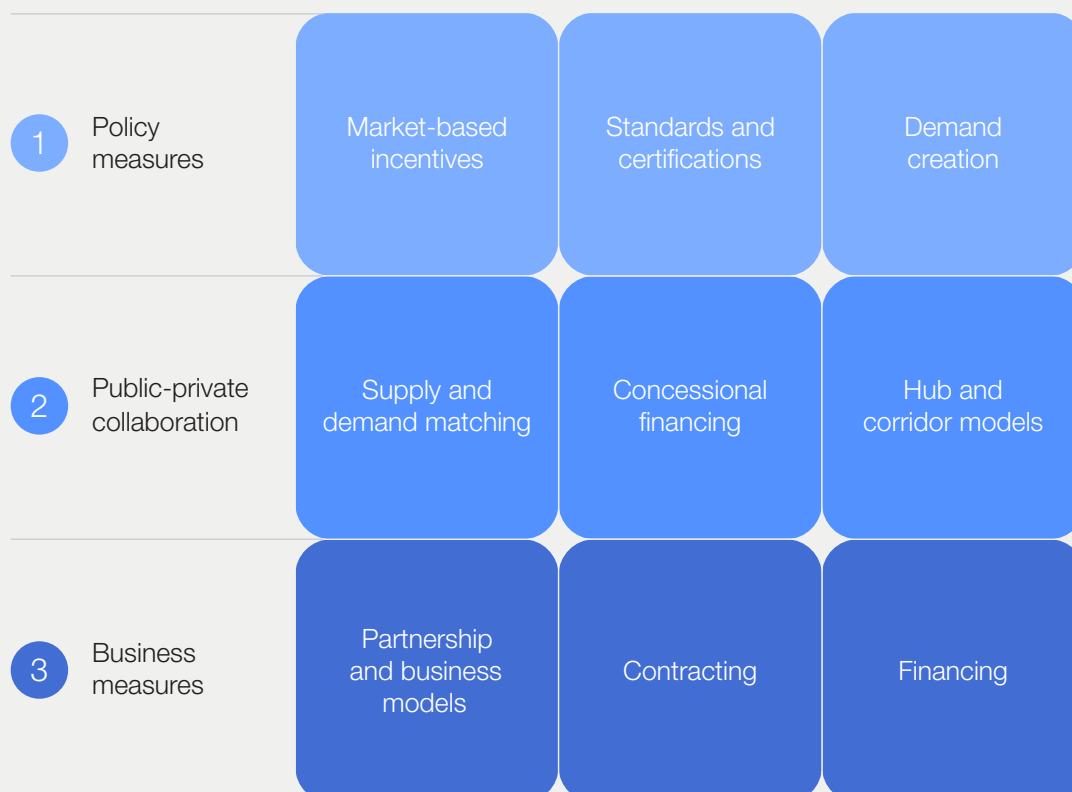 1
Policy
measures
Market-based
incentives
Standards and
certifications
Demand
creation
2
Public-private
collaboration
Supply and
demand matching
Concessional
financing
Hub and
corridor models
3
Business
measures
Partnership
and business
models
Contracting
Financing